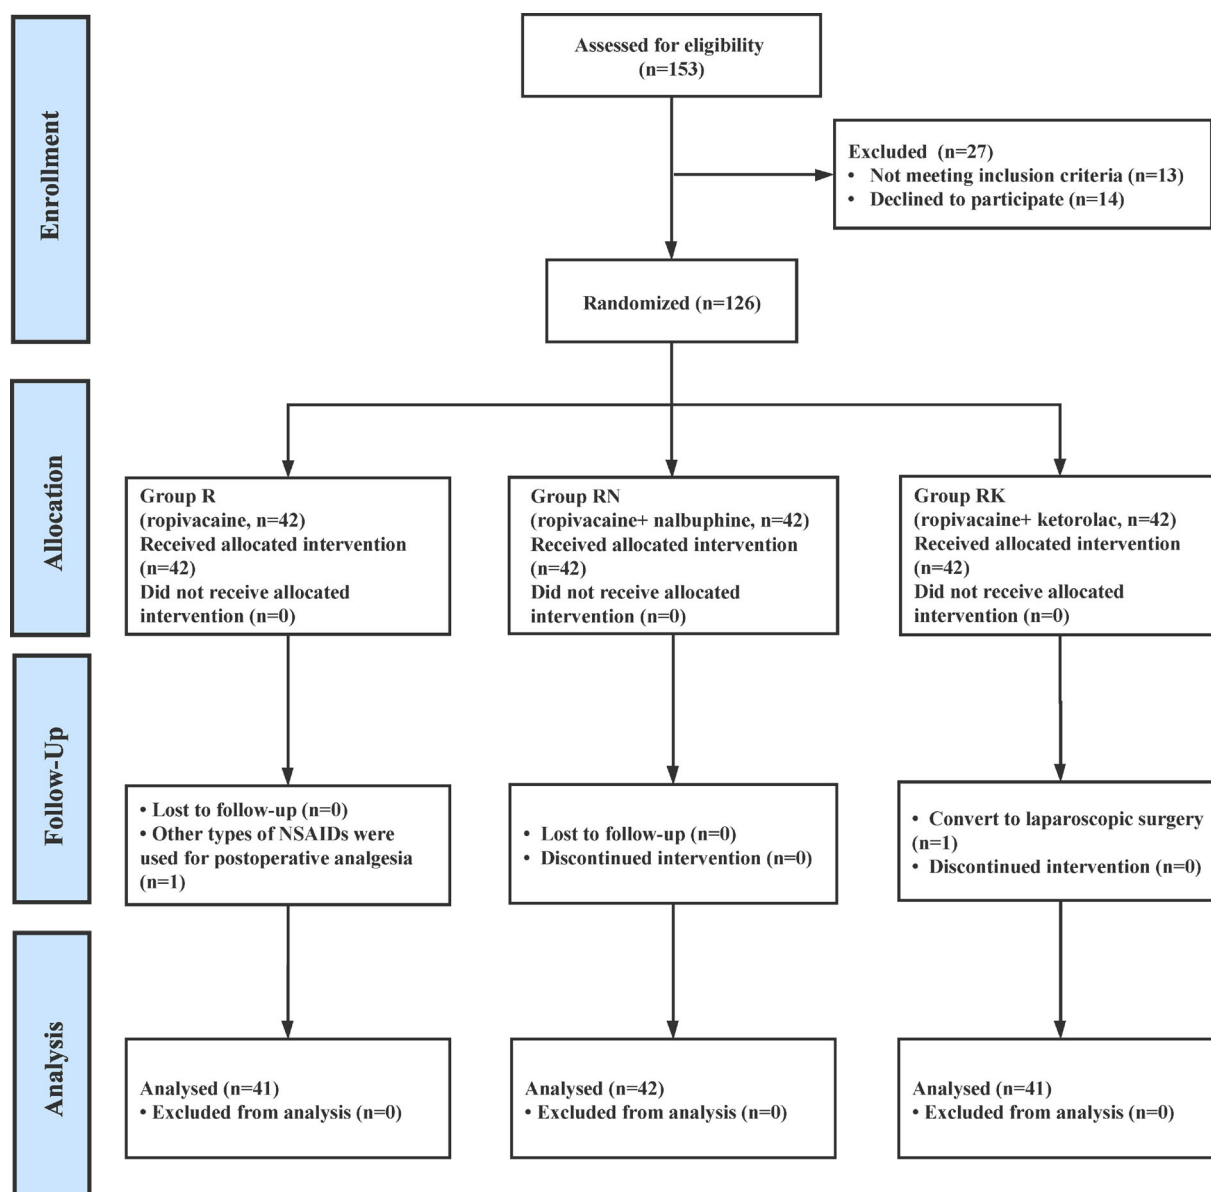 Enrollment
Assessed for eligibility
(n=153)
Excluded (n=27)
• Not meeting inclusion criteria (n=13)
• Declined to participate (n=14)
Randomized (n=126)
Allocation
Group R
(ropivacaine, n=42)
Received allocated intervention
(n=42)
Did not receive allocated
intervention (n=0)
Group RN
(ropivacaine+ nalbuphine, n=42)
Received allocated intervention
(n=42)
Did not receive allocated
intervention (n=0)
Group RK
(ropivacaine+ ketorolac, n=42)
Received allocated intervention
(n=42)
Did not receive allocated
intervention (n=0)
Follow-Up
• Lost to follow-up (n=0)
• Other types of NSAIDs were
used for postoperative analgesia
(n=1)
• Lost to follow-up (n=0)
• Discontinued intervention (n=0)
• Convert to laparoscopic surgery
(n=1)
• Discontinued intervention (n=0)
Analysis
Analysed (n=41)
• Excluded from analysis (n=0)
Analysed (n=42)
• Excluded from analysis (n=0)
Analysed (n=41)
• Excluded from analysis (n=0)